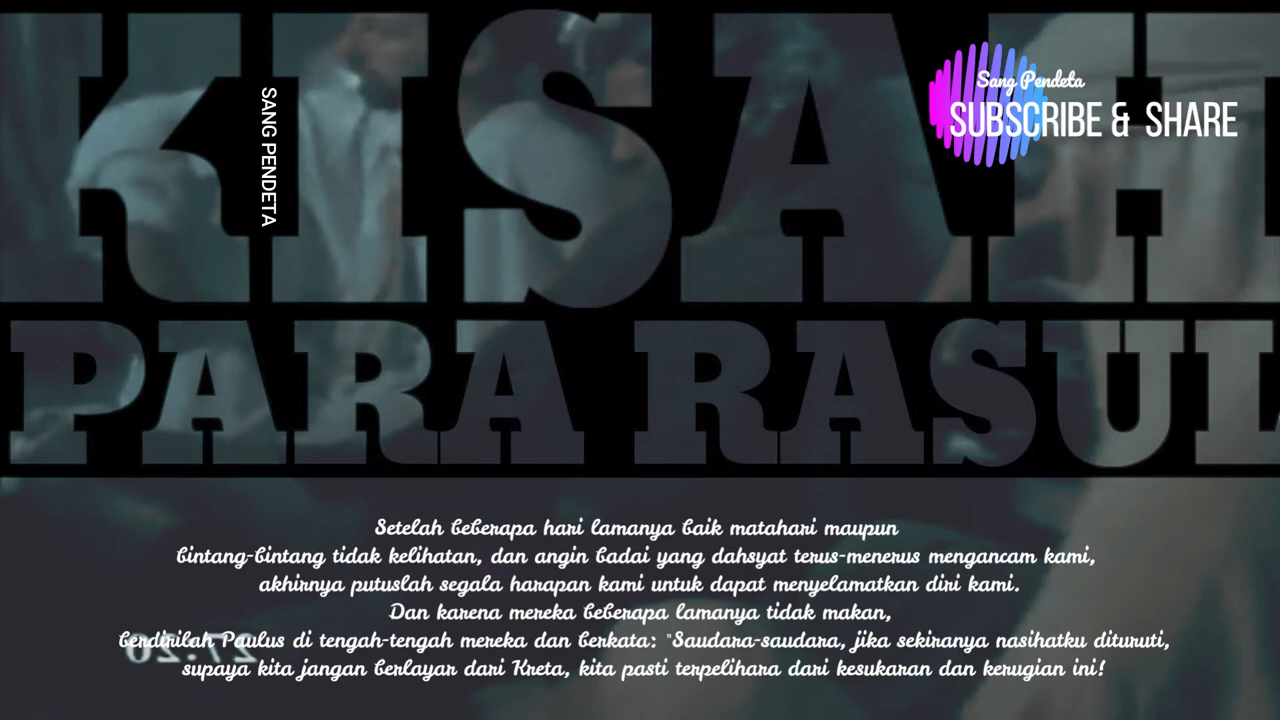 KISAH
PARA RASUL
SANG PENDETA
Sang Pendeta
SUBSCRIBE & SHARE
Setelah beberapa hari lamanya baik matahari maupun
bintang-bintang tidak kelihatan, dan angin badai yang dahsyat terus-menerus mengancam kami,
akhirnya putuslah segala harapan kami untuk dapat menyelamatkan diri kami.
Dan karena mereka beberapa lamanya tidak makan,
berdirilah Paulus di tengah-tengah mereka dan berkata: "Saudara-saudara, jika sekiranya nasihatku dituruti,
supaya kita jangan berlayar dari Kreta, kita pasti terpelihara dari kesukaran dan kerugian ini!
27:20